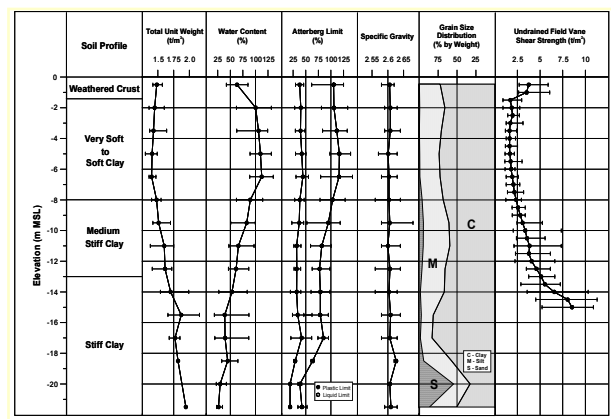 Soil Profile
Total Unit Weight
(t/m³)
1.5 1.75 2.0
Water Content
(%)
25 50 75 100 125
Atterberg Limit
(%)
25 50 75 100 125
Specific Gravity
2.55 2.6 2.65
Grain Size
Distribution
(% by Weight)
75 50 25
Undrained Field Vane
Shear Strength (t/m²)
2.5 5 7.5 10
Elevation (m MSL)
0
-2
-4
-6
-8
-10
-12
-14
-16
-18
-20
Weathered Crust
Very Soft
to
Soft Clay
Medium
Stiff Clay
Stiff Clay
C
M
S
C - Clay
M - Silt
S - Sand
Plastic Limit
Liquid Limit